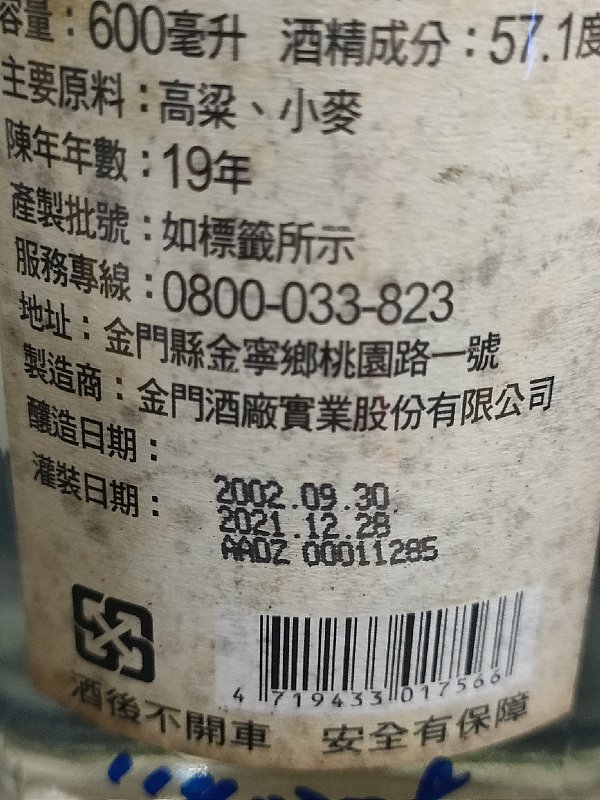 容量：600毫升 酒精成分：57.1度
主要原料：高粱、小麥
陳年年數：19年
產製批號：如標籤所示
服務專線：0800-033-823
地址：金門縣金寧鄉桃園路一號
製造商：金門酒廠實業股份有限公司
釀造日期：
灌裝日期：
2002.09.30
2021.12.28
AA0Z 00011285
4 719433 017566
酒後不開車 安全有保障